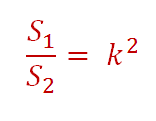 S₁/S₂ = k²